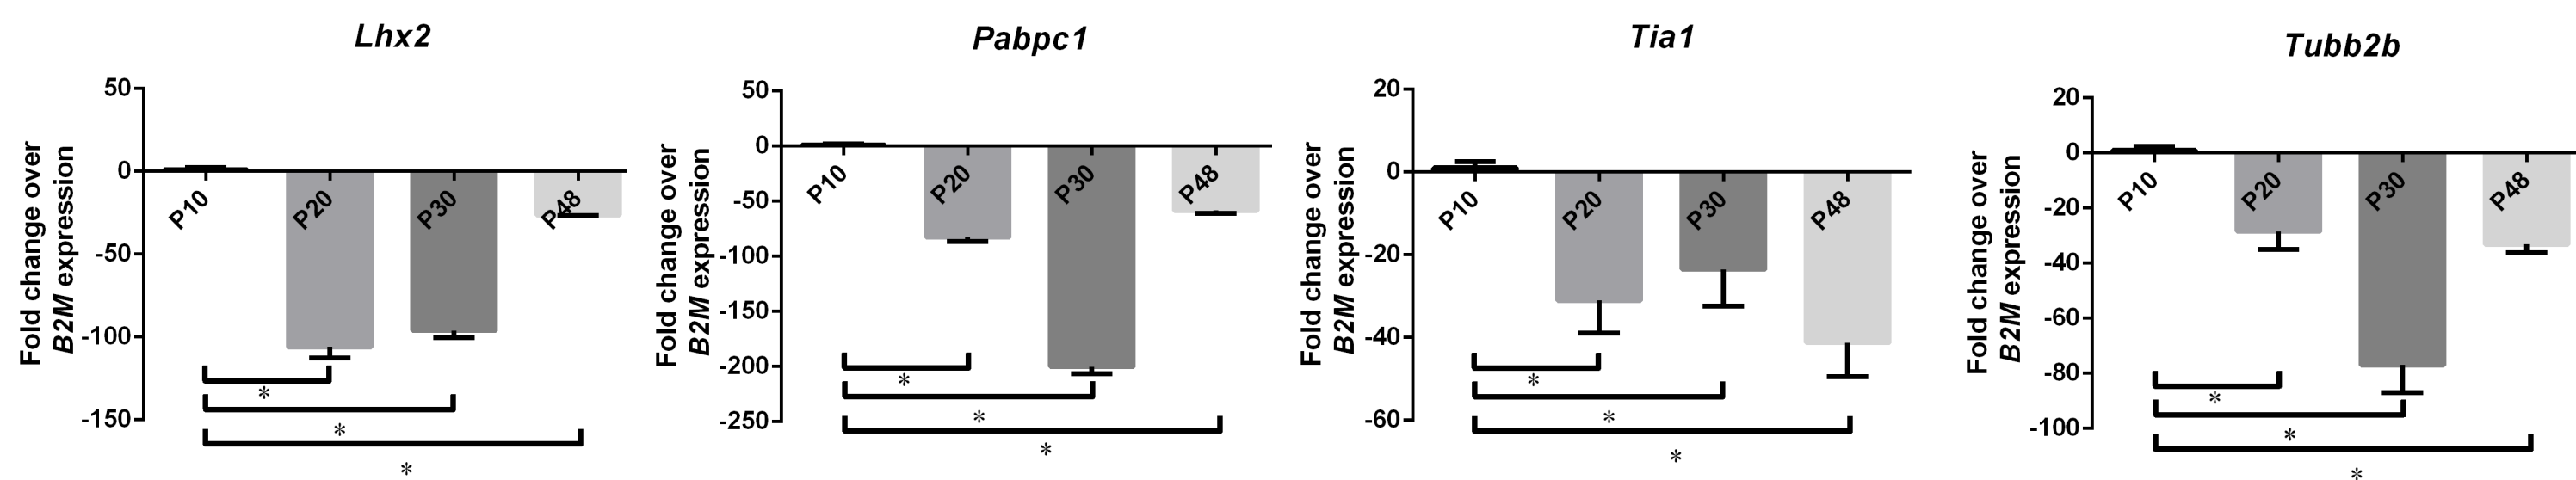 Lhx2
Fold change over
B2M expression
50
0
-50
-100
-150
P10
P20
P30
P48
*
*
*
Pabpc1
Fold change over
B2M expression
50
0
-50
-100
-150
-200
-250
P10
P20
P30
P48
*
*
*
Tia1
Fold change over
B2M expression
20
0
-20
-40
-60
P10
P20
P30
P48
*
*
*
Tubb2b
Fold change over
B2M expression
20
0
-20
-40
-60
-80
-100
P10
P20
P30
P48
*
*
*